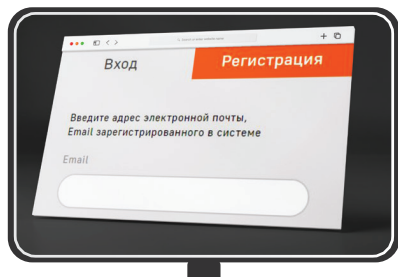 Вход
Регистрация
Введите адрес электронной почты,
Email зарегистрированного в системе
Email